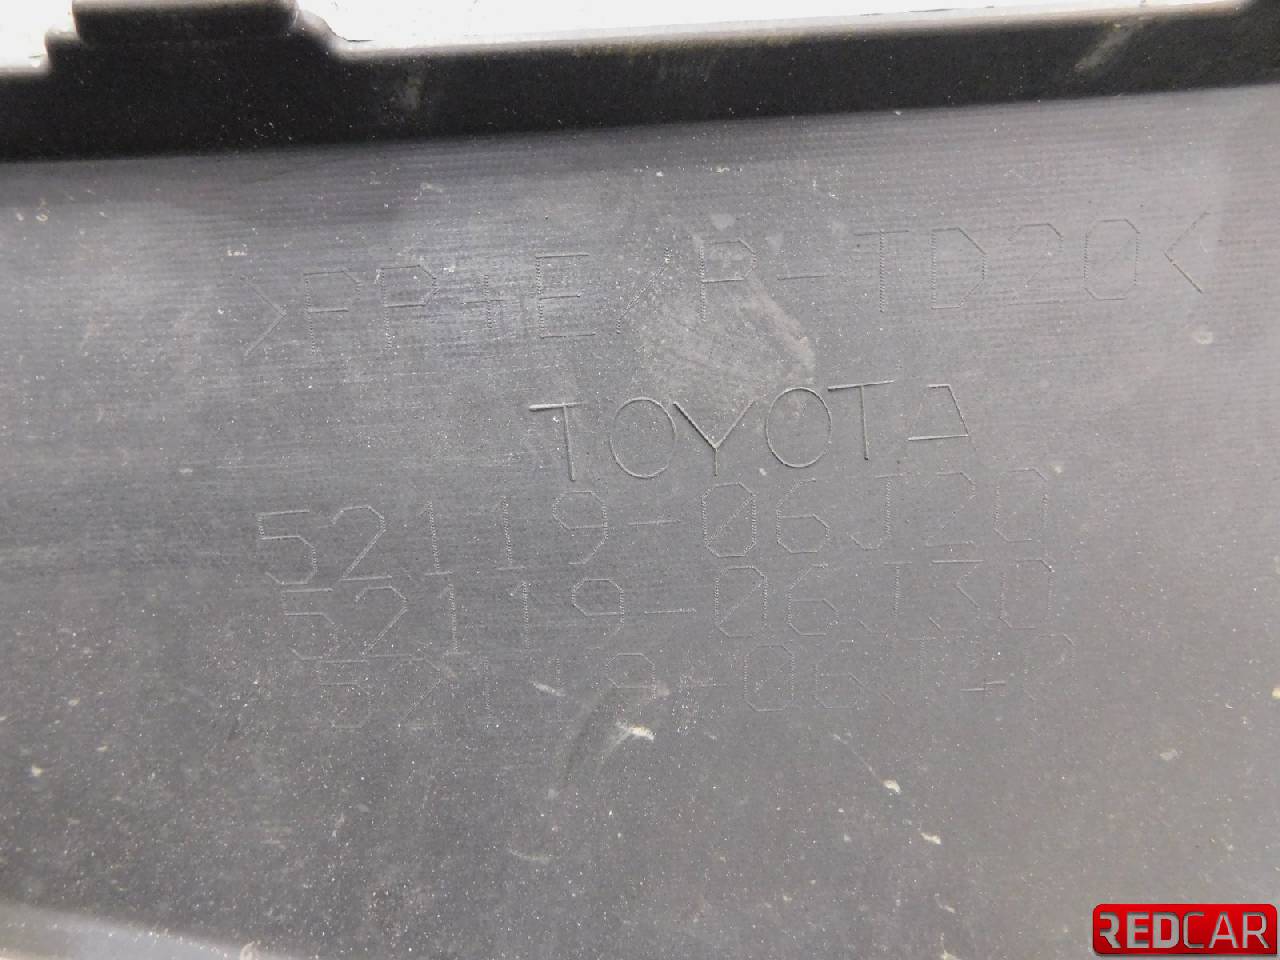 >PP+E/P-TD20<
TOYOTA
52119-06J20
52119-06J30
REDCAR